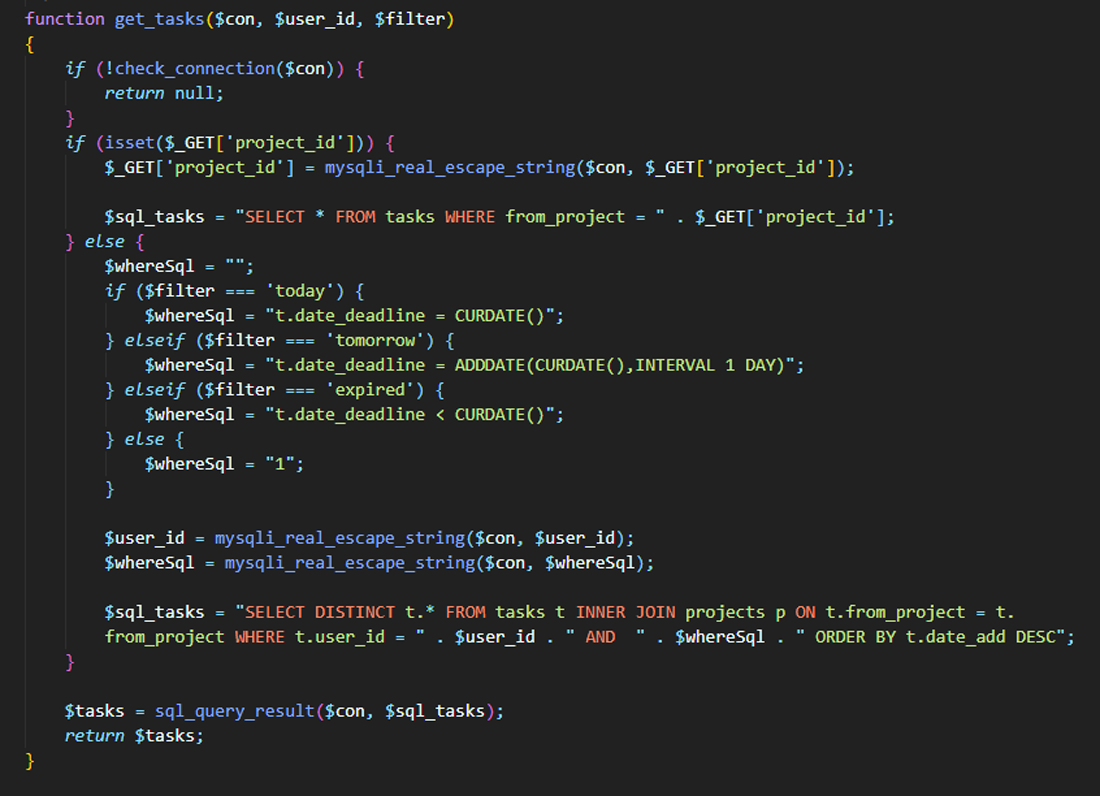 function get_tasks($con, $user_id, $filter)
{
    if (!check_connection($con)) {
        return null;
    }
    if (isset($_GET['project_id'])) {
        $_GET['project_id'] = mysqli_real_escape_string($con, $_GET['project_id']);

        $sql_tasks = "SELECT * FROM tasks WHERE from_project = " . $_GET['project_id'];
    } else {
        $whereSql = "";
        if ($filter === 'today') {
            $whereSql = "t.date_deadline = CURDATE()";
        } elseif ($filter === 'tomorrow') {
            $whereSql = "t.date_deadline = ADDDATE(CURDATE(),INTERVAL 1 DAY)";
        } elseif ($filter === 'expired') {
            $whereSql = "t.date_deadline < CURDATE()";
        } else {
            $whereSql = "1";
        }

        $user_id = mysqli_real_escape_string($con, $user_id);
        $whereSql = mysqli_real_escape_string($con, $whereSql);

        $sql_tasks = "SELECT DISTINCT t.* FROM tasks t INNER JOIN projects p ON t.from_project = t.
        from_project WHERE t.user_id = " . $user_id . " AND  " . $whereSql . " ORDER BY t.date_add DESC";
    }

    $tasks = sql_query_result($con, $sql_tasks);
    return $tasks;
}